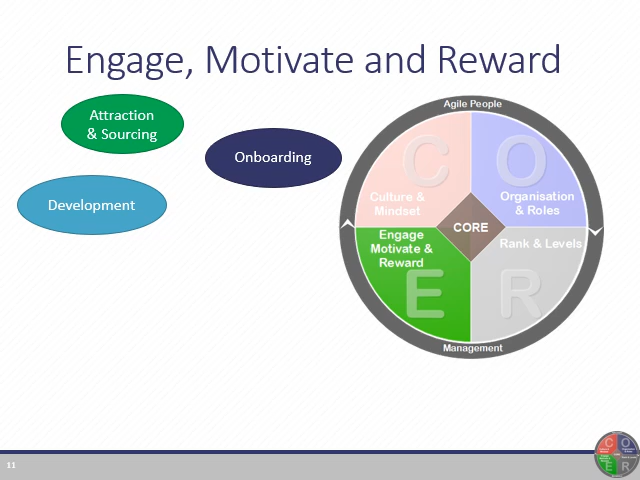 Engage, Motivate and Reward
Attraction
& Sourcing
Onboarding
Development
Agile People
C
O
Culture &
Mindset
Organisation
& Roles
CORE
Engage
Motivate &
Reward
Rank & Levels
E
R
Management
11
C
O
E
R